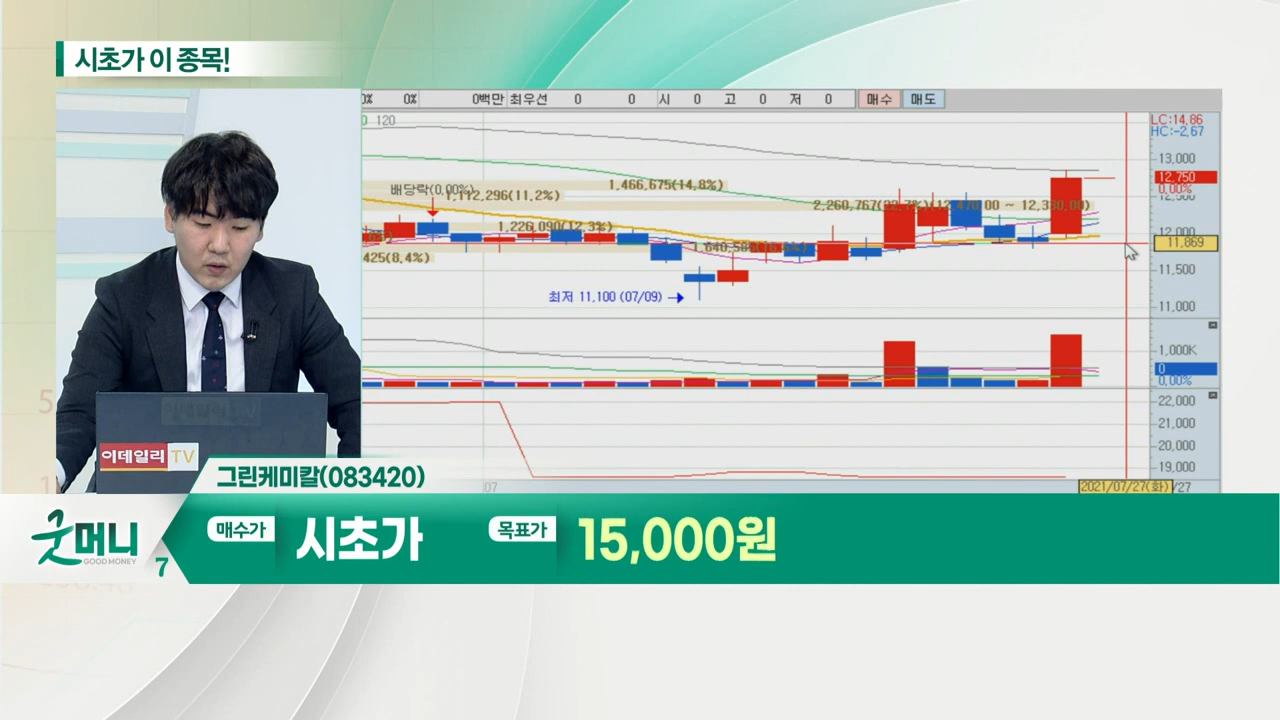 시초가 이 종목!
0% 0% 0백만 최우선 0 0 시 0 고 0 저 0 매수 매도
120
LC:14.86
HC:-2.67
13,000
12,750
0.00%
12,500
12,000
11,869
11,500
11,000
배당락(0.00%)
1,112,296(11.2%)
1,466,675(14.8%)
1,226,090(12.3%)
425(8.4%)
최저 11,100 (07/09)
1,000K
0
0.00%
22,000
21,000
20,000
19,000
07
2021/07/27(화) /27
이데일리 TV
그린케미칼(083420)
굿머니
GOOD MONEY
7
매수가 시초가 목표가 15,000원